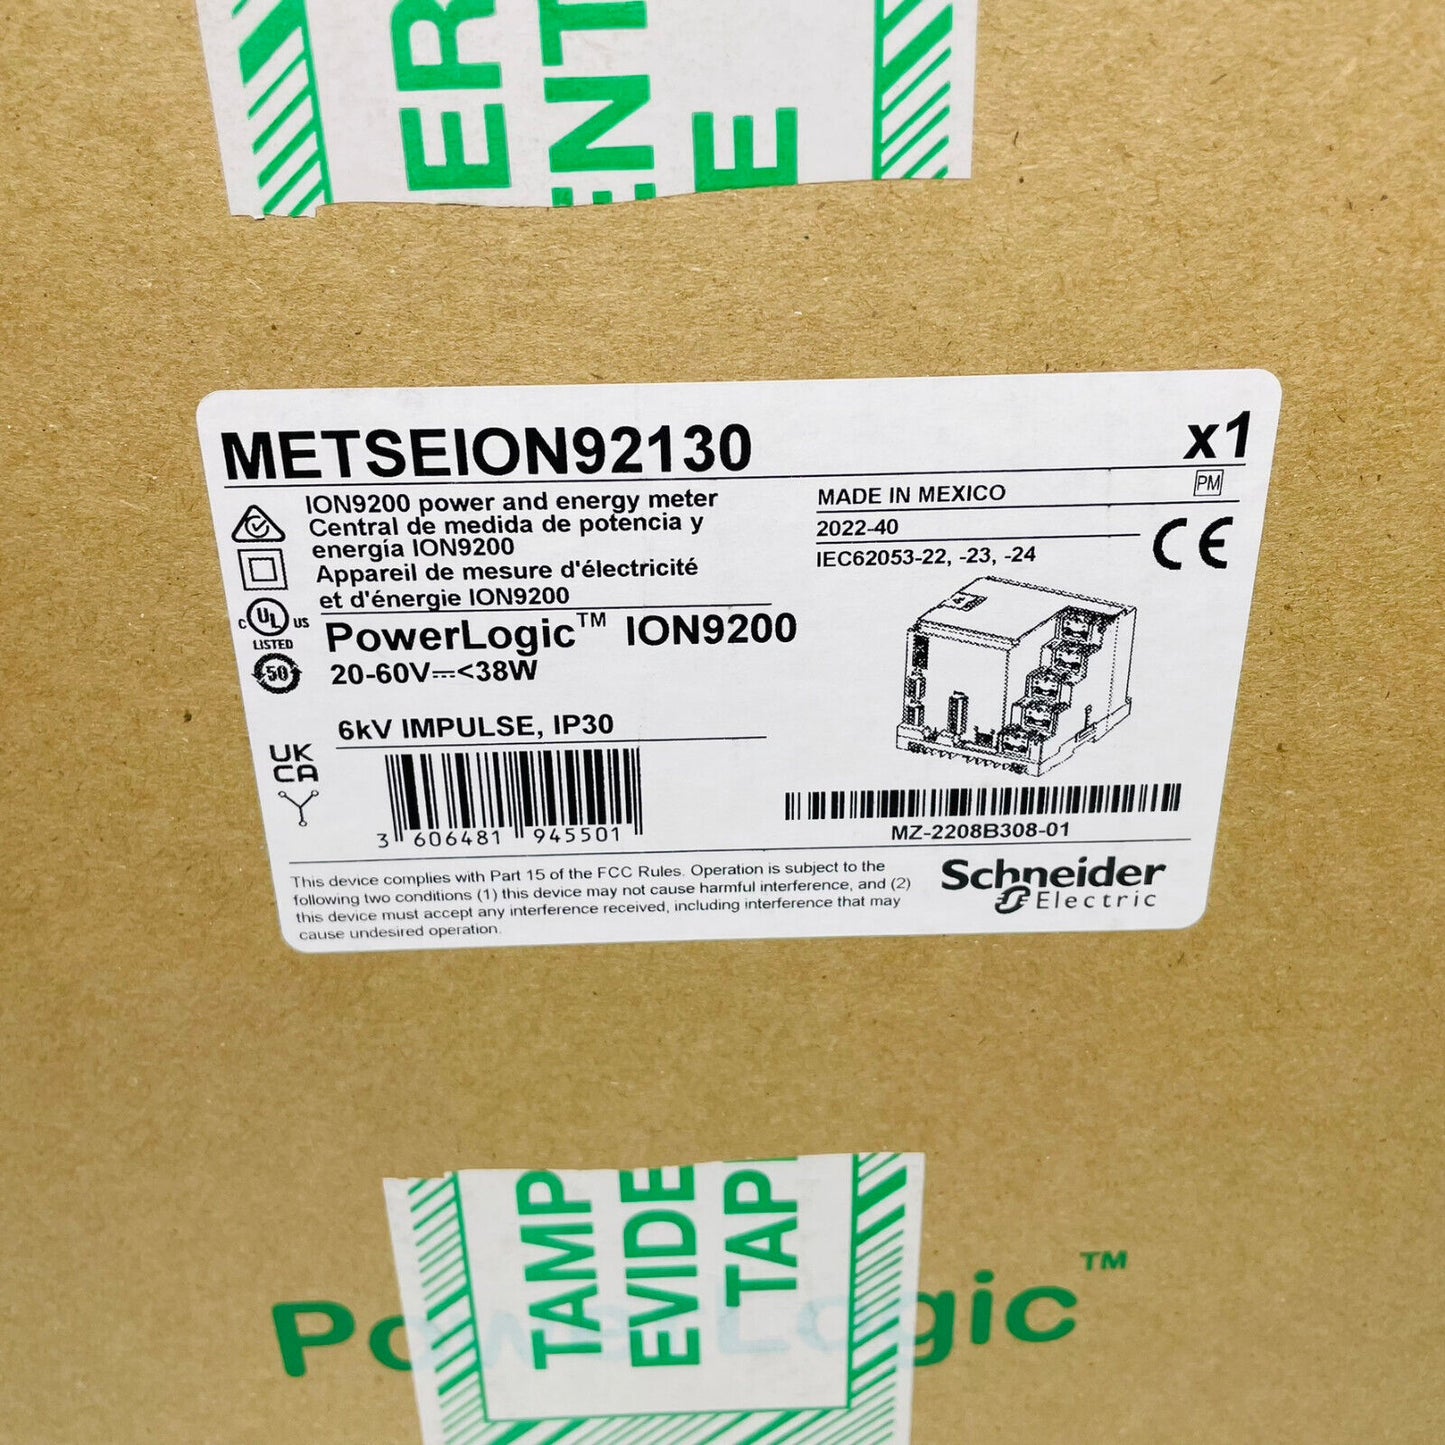 METSEION92130
x1
PM
ION9200 power and energy meter
Central de medida de potencia y
energía ION9200
Appareil de mesure d'électricité
et d'énergie ION9200
MADE IN MEXICO
2022-40
IEC62053-22, -23, -24
CE
C UL US
LISTED
50
PowerLogic™ ION9200
20-60V⎓<38W
6kV IMPULSE, IP30
UK
CA
3 606481 945501
MZ-2208B308-01
This device complies with Part 15 of the FCC Rules. Operation is subject to the
following two conditions (1) this device may not cause harmful interference, and (2)
this device must accept any interference received, including interference that may
cause undesired operation.
Schneider
Electric
TAMP
EVIDE
TAP
PowerLogic™